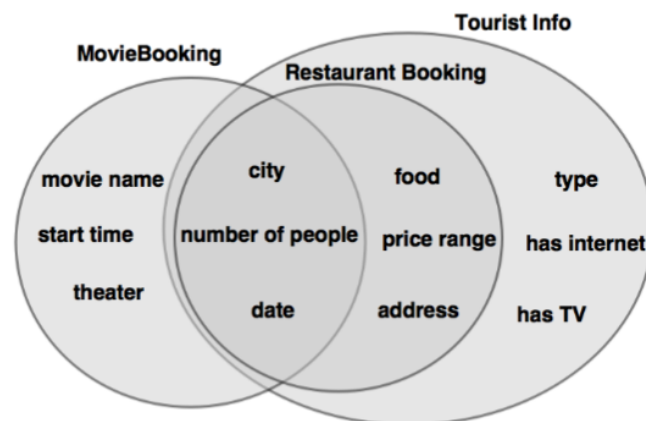 Tourist Info
MovieBooking
Restaurant Booking
movie name
city
food
type
start time
number of people
price range
has internet
theater
date
address
has TV